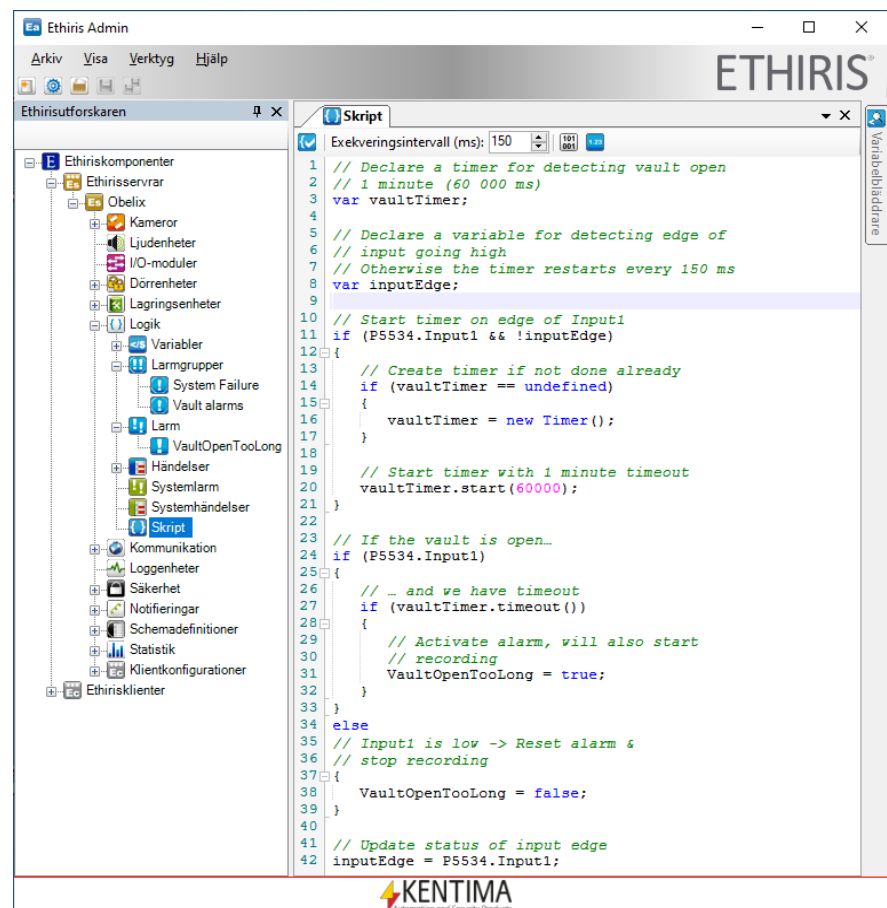 Ea Ethiris Admin
Arkiv Visa Verktyg Hjälp
ETHIRIS
Ethirisutforskaren
Ethiriskomponenter
Ethirisservrar
Obelix
Kameror
Ljudenheter
I/O-moduler
Dörrenheter
Lagringsenheter
Logik
Variabler
Larmgrupper
System Failure
Vault alarms
Larm
VaultOpenTooLong
Händelser
Systemlarm
Systemhändelser
Skript
Kommunikation
Loggenheter
Säkerhet
Notifieringar
Schemadefinitioner
Statistik
Klientkonfigurationer
Ethirisklienter
Skript
Exekveringsintervall (ms): 150
1 // Declare a timer for detecting vault open
2 // 1 minute (60 000 ms)
3 var vaultTimer;
4
5 // Declare a variable for detecting edge of
6 // input going high
7 // Otherwise the timer restarts every 150 ms
8 var inputEdge;
9
10 // Start timer on edge of Input1
11 if (P5534.Input1 && !inputEdge)
12 {
13 // Create timer if not done already
14 if (vaultTimer == undefined)
15 {
16 vaultTimer = new Timer();
17 }
18
19 // Start timer with 1 minute timeout
20 vaultTimer.start(60000);
21 }
22
23 // If the vault is open…
24 if (P5534.Input1)
25 {
26 // … and we have timeout
27 if (vaultTimer.timeout())
28 {
29 // Activate alarm, will also start
30 // recording
31 VaultOpenTooLong = true;
32 }
33 }
34 else
35 // Input1 is low -> Reset alarm &
36 // stop recording
37 {
38 VaultOpenTooLong = false;
39 }
40
41 // Update status of input edge
42 inputEdge = P5534.Input1;
Variabelbläddrare
KENTIMA
Automation and Security Products